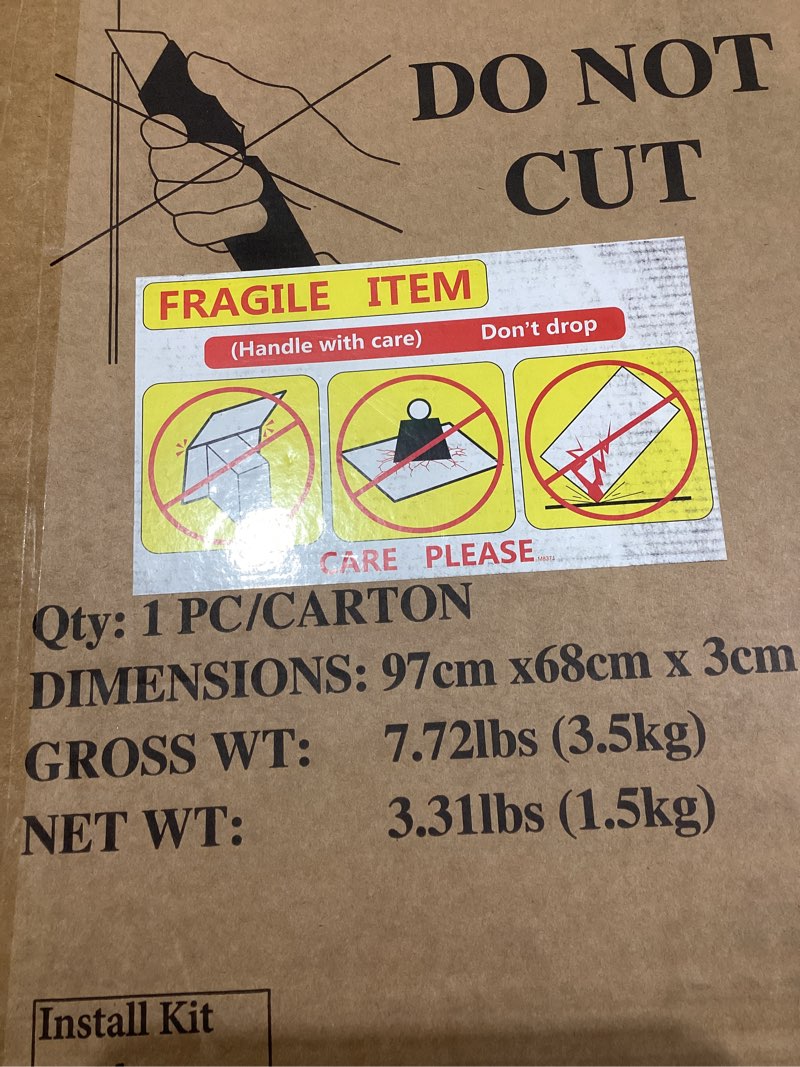 DO NOT
CUT
FRAGILE ITEM
(Handle with care) Don't drop
CARE PLEASE
Qty: 1 PC/CARTON
DIMENSIONS: 97cm x68cm x 3cm
GROSS WT: 7.72lbs (3.5kg)
NET WT: 3.31lbs (1.5kg)
Install Kit